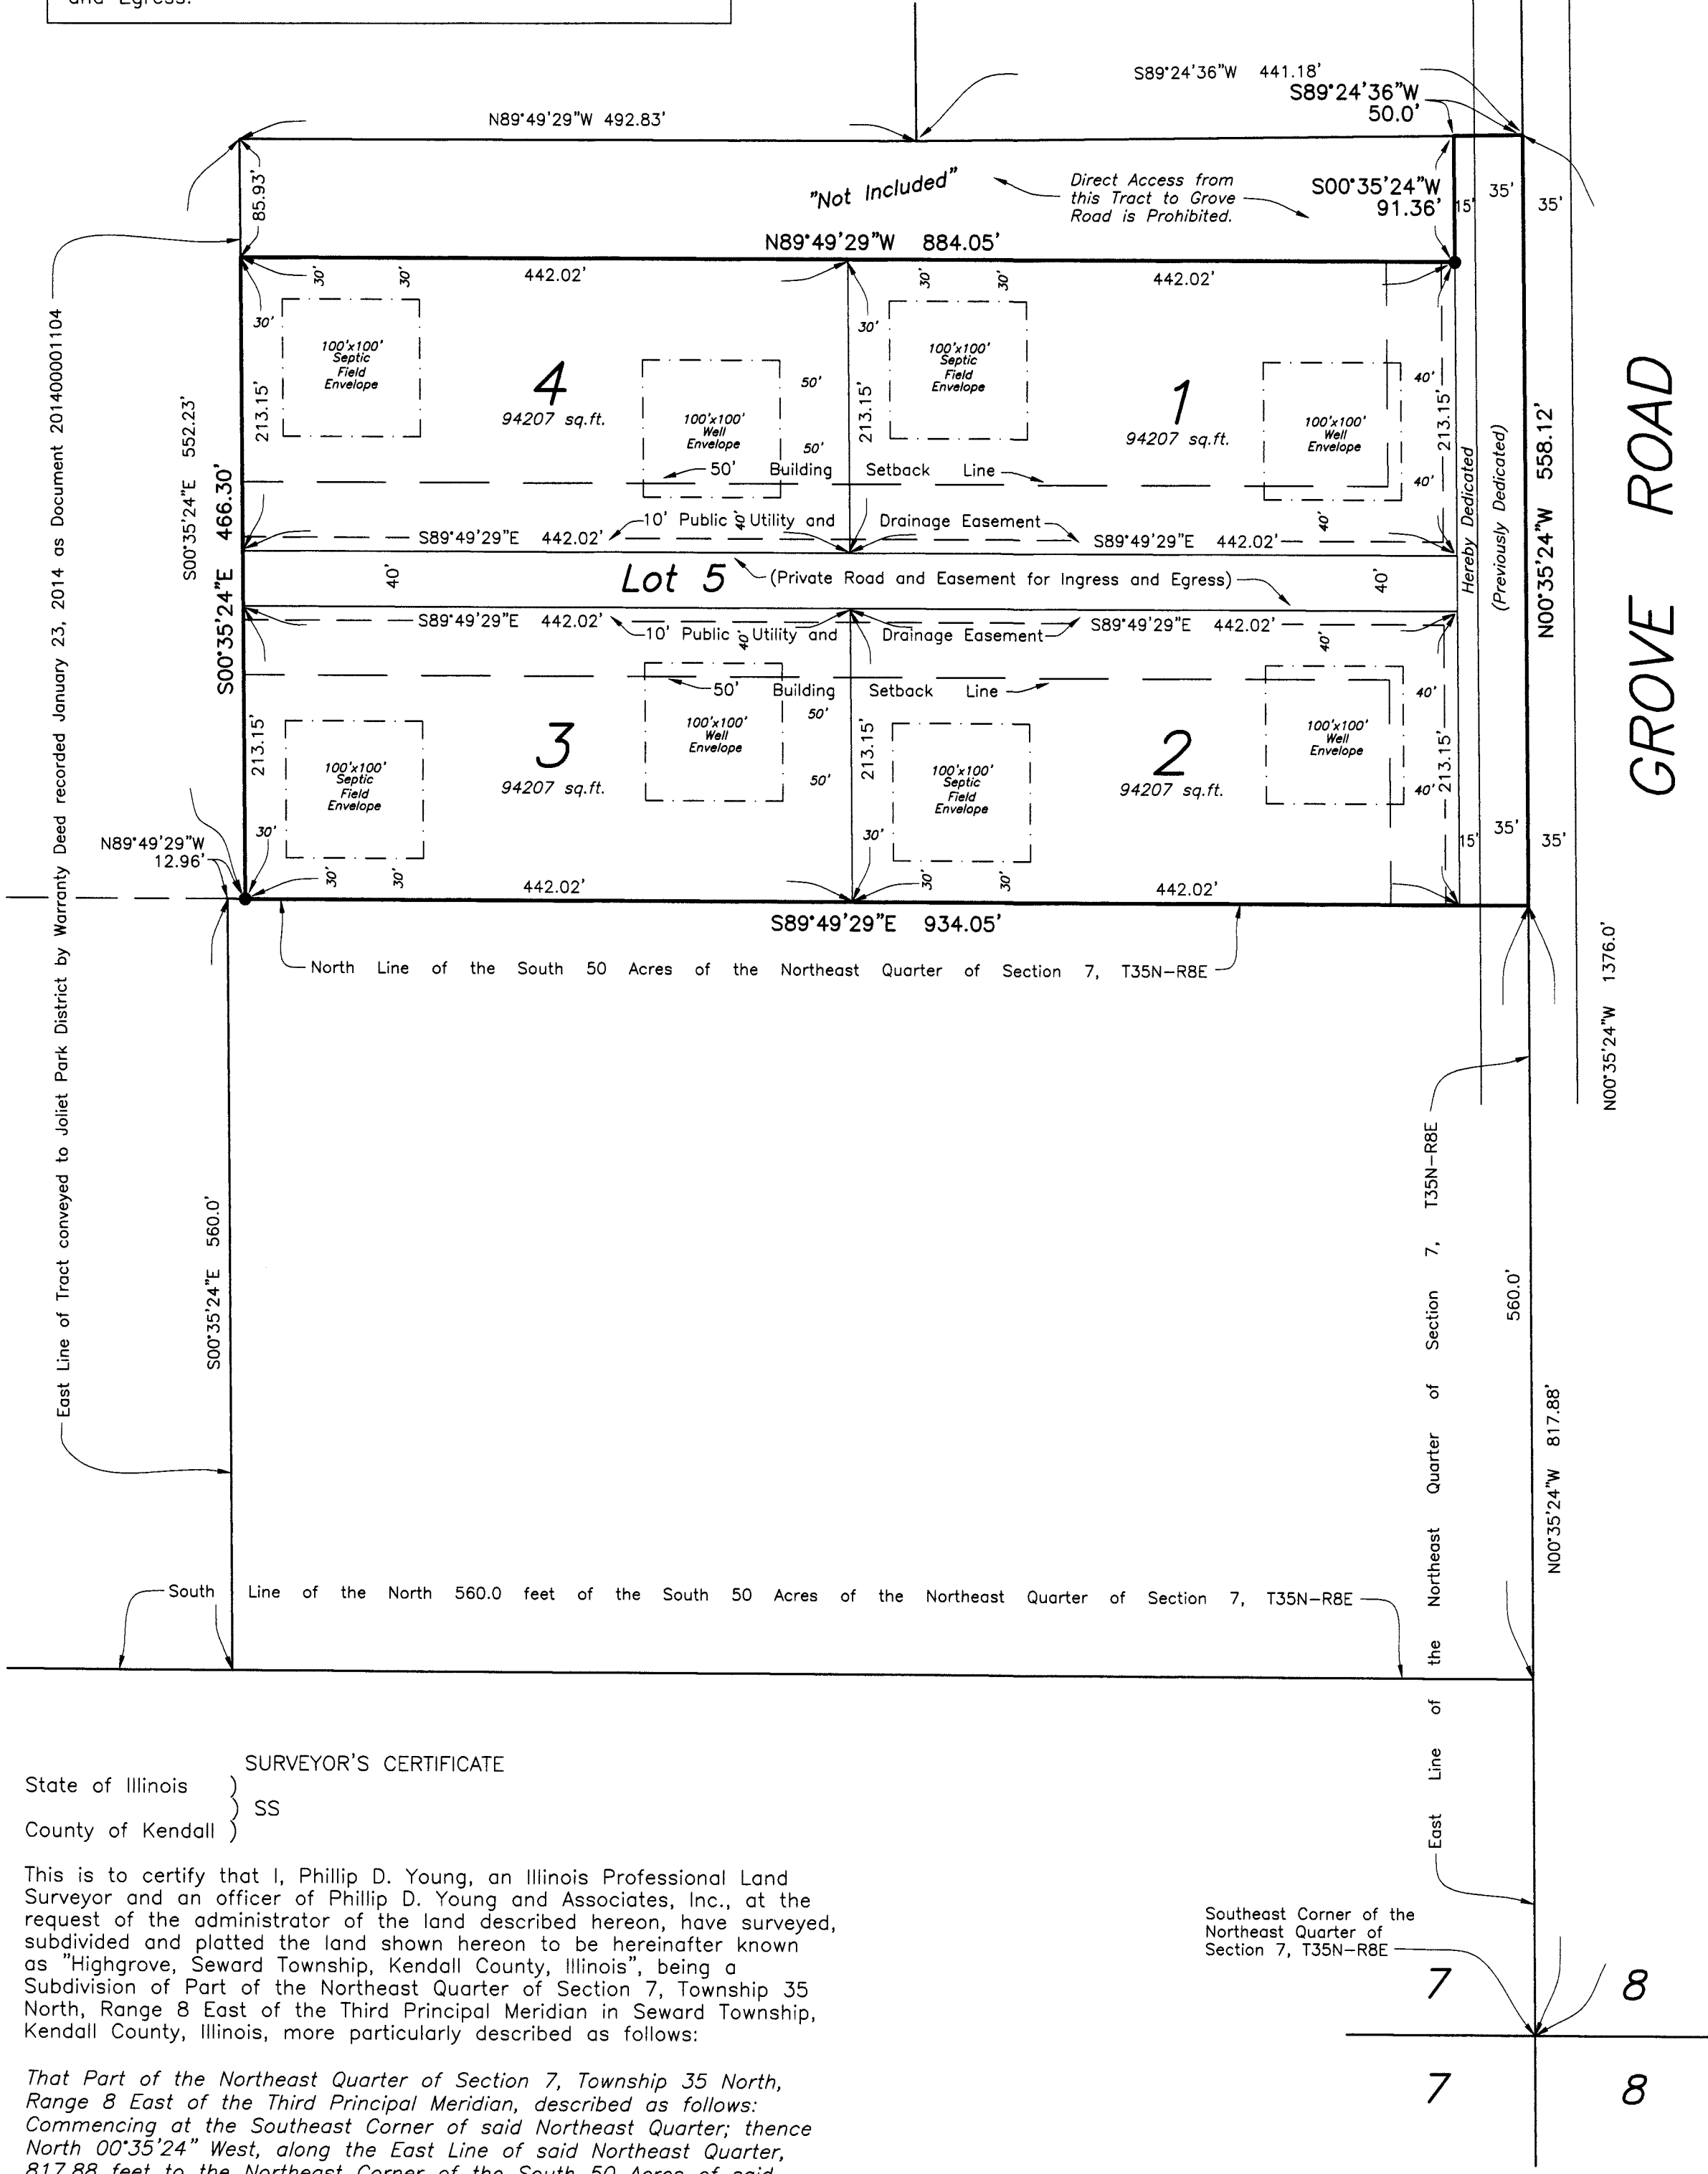 and Egress.
S89°24'36"W 441.18'
S89°24'36"W
50.0'
N89°49'29"W 492.83'
85.93'
"Not Included"
Direct Access from
this Tract to Grove
Road is Prohibited.
S00°35'24"W
91.36'
15'
35'
35'
N89°49'29"W 884.05'
30'
30'
442.02'
30'
30'
442.02'
30'
30'
100'x100'
Septic
Field
Envelope
4
94207 sq.ft.
100'x100'
Well
Envelope
50'
50'
213.15'
213.15'
100'x100'
Septic
Field
Envelope
1
94207 sq.ft.
100'x100'
Well
Envelope
40'
40'
213.15'
50' Building Setback Line
40'
40'
10' Public Utility and Drainage Easement
S89°49'29"E 442.02'
S89°49'29"E 442.02'
40'
Lot 5
(Private Road and Easement for Ingress and Egress)
40'
S89°49'29"E 442.02'
S89°49'29"E 442.02'
10' Public Utility and Drainage Easement
40'
40'
50' Building Setback Line
100'x100'
Well
Envelope
50'
50'
213.15'
3
94207 sq.ft.
100'x100'
Septic
Field
Envelope
213.15'
100'x100'
Septic
Field
Envelope
2
94207 sq.ft.
100'x100'
Well
Envelope
40'
40'
213.15'
30'
30'
30'
442.02'
30'
30'
30'
442.02'
15'
35'
35'
Hereby Dedicated
(Previously Dedicated)
N00°35'24"W 558.12'
GROVE ROAD
S00°35'24"E 552.23'
S00°35'24"E 466.30'
East Line of Tract conveyed to Joliet Park District by Warranty Deed recorded January 23, 2014 as Document 201400001104
N89°49'29"W
12.96'
S89°49'29"E 934.05'
North Line of the South 50 Acres of the Northeast Quarter of Section 7, T35N-R8E
N00°35'24"W 1376.0'
S00°35'24"E 560.0'
560.0'
N00°35'24"W 817.88'
East Line of the Northeast Quarter of Section 7, T35N-R8E
South Line of the North 560.0 feet of the South 50 Acres of the Northeast Quarter of Section 7, T35N-R8E
SURVEYOR'S CERTIFICATE
State of Illinois )
) SS
County of Kendall )
This is to certify that I, Phillip D. Young, an Illinois Professional Land
Surveyor and an officer of Phillip D. Young and Associates, Inc., at the
request of the administrator of the land described hereon, have surveyed,
subdivided and platted the land shown hereon to be hereinafter known
as "Highgrove, Seward Township, Kendall County, Illinois", being a
Subdivision of Part of the Northeast Quarter of Section 7, Township 35
North, Range 8 East of the Third Principal Meridian in Seward Township,
Kendall County, Illinois, more particularly described as follows:
That Part of the Northeast Quarter of Section 7, Township 35 North,
Range 8 East of the Third Principal Meridian, described as follows:
Commencing at the Southeast Corner of said Northeast Quarter; thence
North 00°35'24" West, along the East Line of said Northeast Quarter,
817.88 feet to the Northeast Corner of the South 50 Acres of said
Southeast Corner of the
Northeast Quarter of
Section 7, T35N-R8E
7 8
7 8